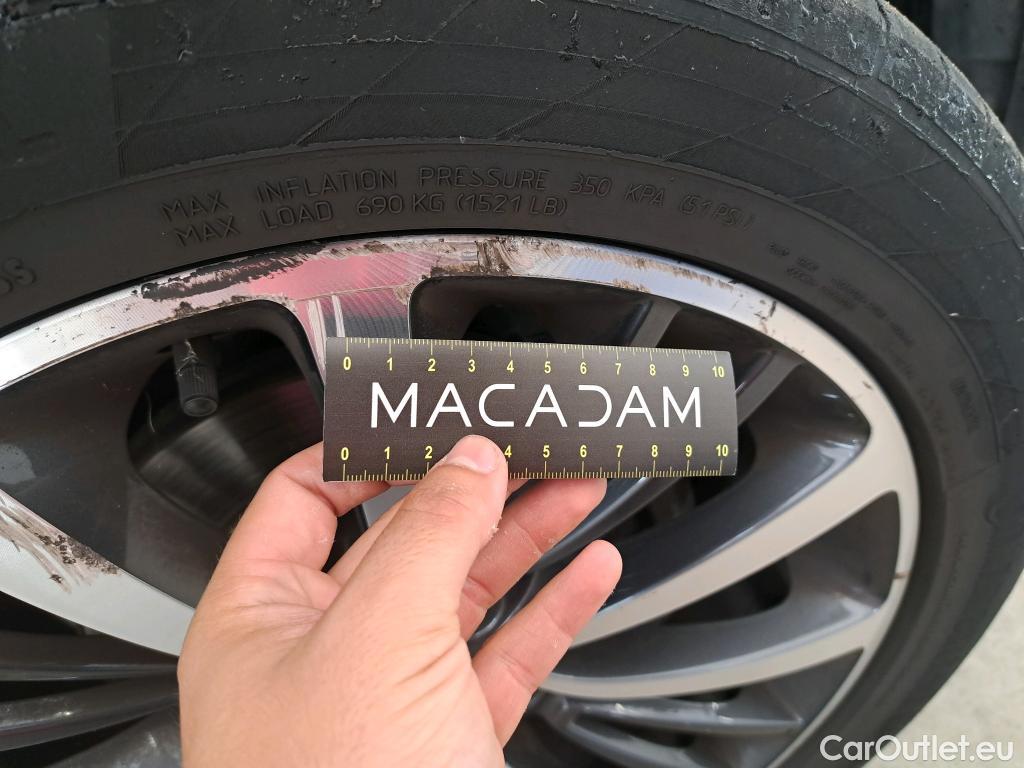 MAX INFLATION PRESSURE 350 KPA (51 PSI)
MAX LOAD 690 KG (1521 LB)
0 1 2 3 4 5 6 7 8 9 10
MACADAM
0 1 2 4 5 6 7 8 9 10
CarOutlet.eu